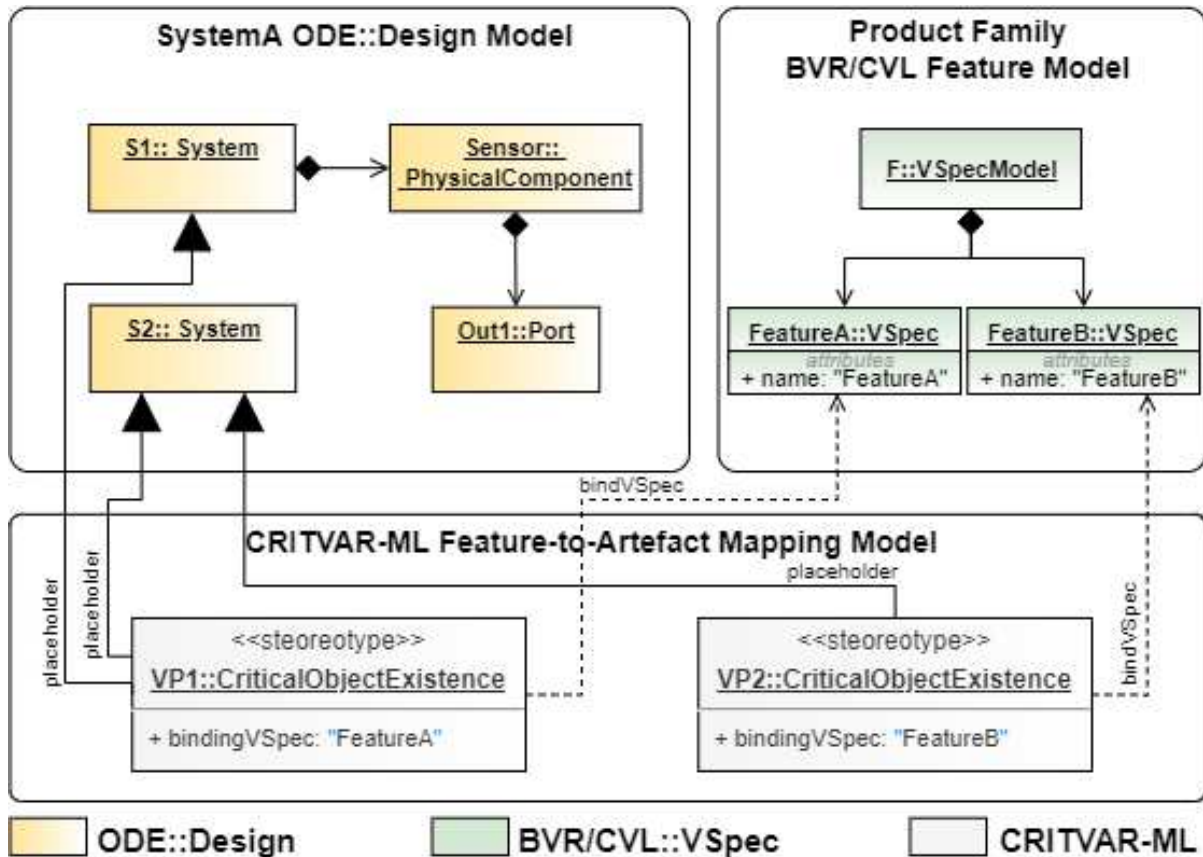 SystemA ODE::Design Model
S1:: System
Sensor::
PhysicalComponent
S2:: System
Out1::Port
Product Family
BVR/CVL Feature Model
F::VSpecModel
FeatureA::VSpec
attributes
+ name: "FeatureA"
FeatureB::VSpec
attributes
+ name: "FeatureB"
bindVSpec
CRITVAR-ML Feature-to-Artefact Mapping Model
placeholder
placeholder
placeholder
bindVSpec
<<steoreotype>>
VP1::CriticalObjectExistence
+ bindingVSpec: "FeatureA"
<<steoreotype>>
VP2::CriticalObjectExistence
+ bindingVSpec: "FeatureB"
ODE::Design
BVR/CVL::VSpec
CRITVAR-ML